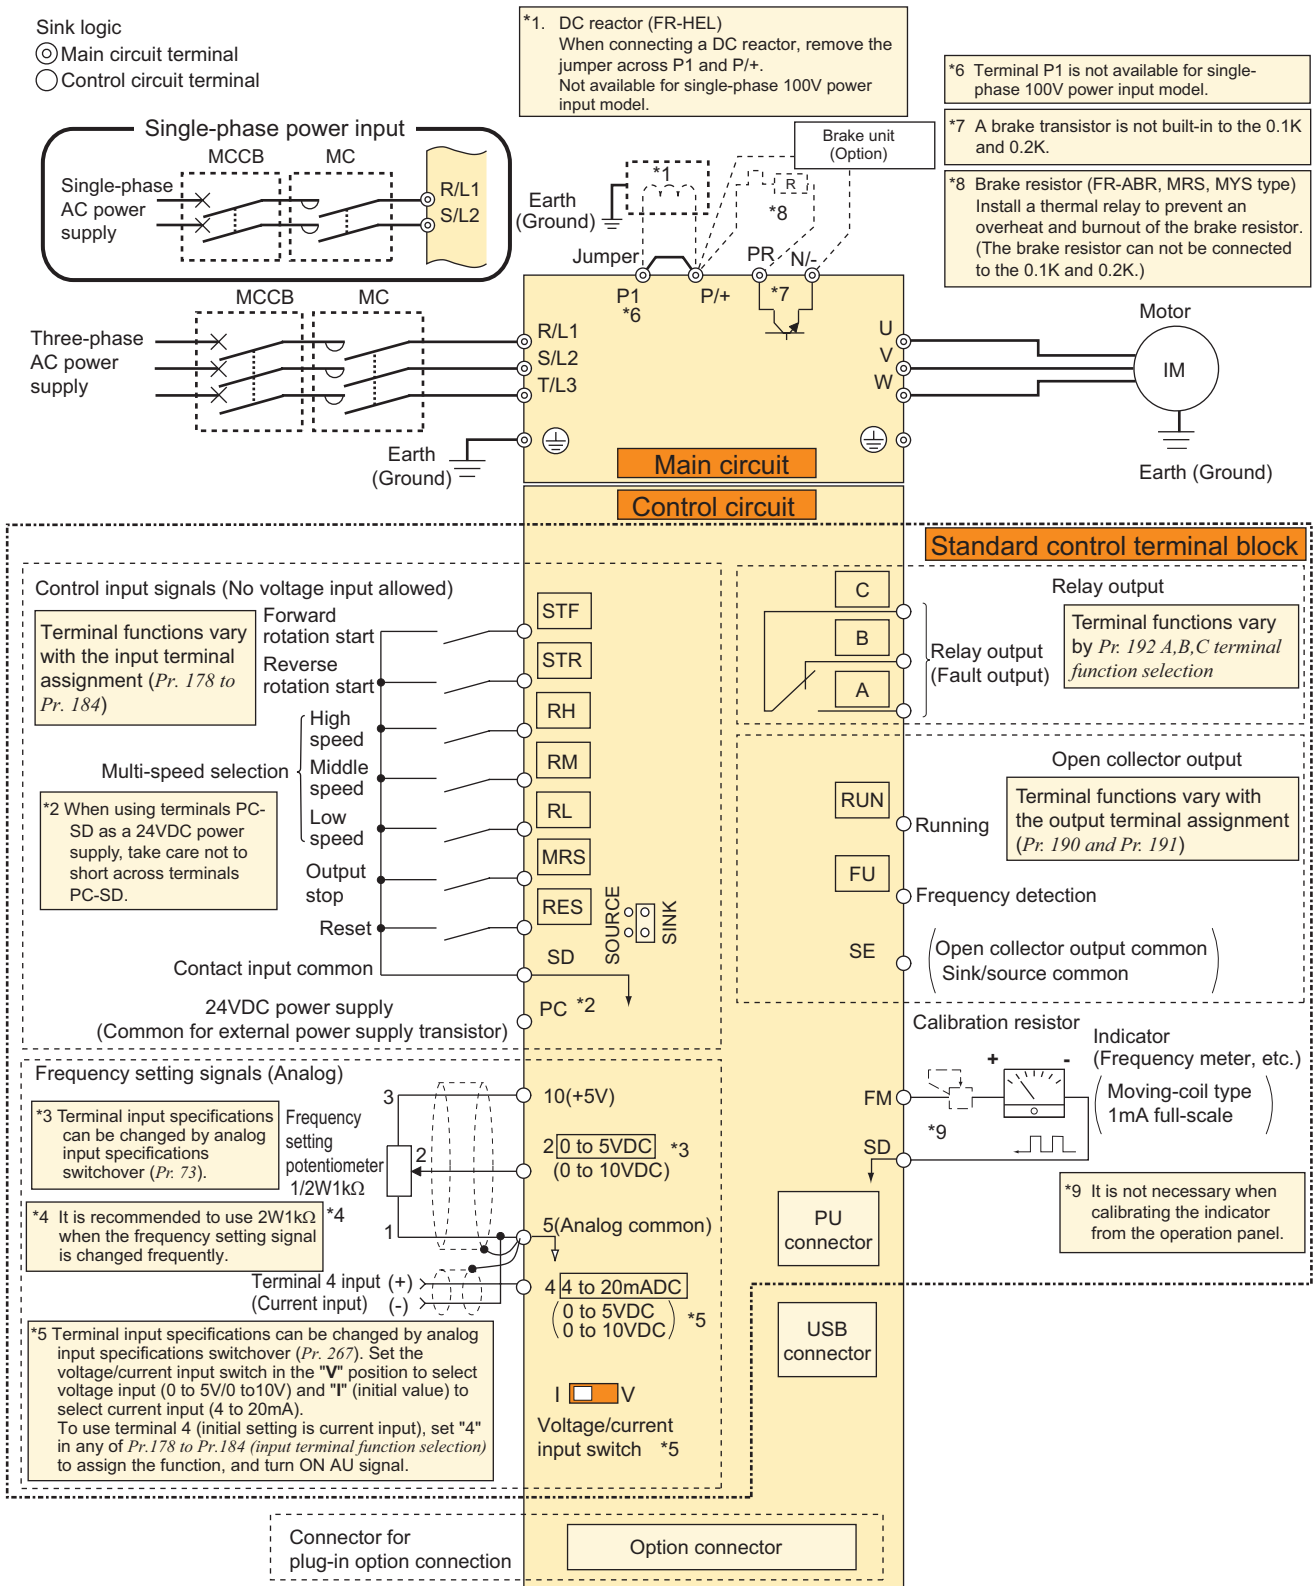 Sink logic
Main circuit terminal
Control circuit terminal
*1. DC reactor (FR-HEL)
When connecting a DC reactor, remove the
jumper across P1 and P/+.
Not available for single-phase 100V power
input model.
*6 Terminal P1 is not available for single-
phase 100V power input model.
*7 A brake transistor is not built-in to the 0.1K
and 0.2K.
*8 Brake resistor (FR-ABR, MRS, MYS type)
Install a thermal relay to prevent an
overheat and burnout of the brake resistor.
(The brake resistor can not be connected
to the 0.1K and 0.2K.)
Single-phase power input
MCCB
MC
Single-phase
AC power
supply
R/L1
S/L2
Brake unit
(Option)
*1
R
*8
Earth
(Ground)
Jumper
PR
N/-
P1
*6
P/+
*7
MCCB
MC
Three-phase
AC power
supply
R/L1
S/L2
T/L3
U
V
W
Motor
IM
Earth
(Ground)
Earth (Ground)
Main circuit
Control circuit
Standard control terminal block
Control input signals (No voltage input allowed)
Terminal functions vary
with the input terminal
assignment (Pr. 178 to
Pr. 184)
Forward
rotation start
Reverse
rotation start
Multi-speed selection
High
speed
Middle
speed
Low
speed
Output
stop
Reset
Contact input common
*2 When using terminals PC-
SD as a 24VDC power
supply, take care not to
short across terminals
PC-SD.
24VDC power supply
(Common for external power supply transistor)
STF
STR
RH
RM
RL
MRS
RES
SD
PC *2
SOURCE
SINK
C
B
A
Relay output
Relay output
(Fault output)
Terminal functions vary
by Pr. 192 A,B,C terminal
function selection
Open collector output
RUN
Running
Terminal functions vary with
the output terminal assignment
(Pr. 190 and Pr. 191)
FU
Frequency detection
SE
Open collector output common
Sink/source common
Frequency setting signals (Analog)
*3 Terminal input specifications
can be changed by analog
input specifications
switchover (Pr. 73).
Frequency
setting
potentiometer
1/2W1kΩ
*4
*4 It is recommended to use 2W1kΩ
when the frequency setting signal
is changed frequently.
3
2
1
10(+5V)
2 0 to 5VDC *3
(0 to 10VDC)
5(Analog common)
Terminal 4 input (+)
(Current input) (-)
4 4 to 20mADC
(0 to 5VDC
0 to 10VDC) *5
*5 Terminal input specifications can be changed by analog
input specifications switchover (Pr. 267). Set the
voltage/current input switch in the "V" position to select
voltage input (0 to 5V/0 to10V) and "I" (initial value) to
select current input (4 to 20mA).
To use terminal 4 (initial setting is current input), set "4"
in any of Pr.178 to Pr.184 (input terminal function selection)
to assign the function, and turn ON AU signal.
I V
Voltage/current
input switch *5
Calibration resistor
Indicator
(Frequency meter, etc.)
+ -
FM
*9
Moving-coil type
1mA full-scale
SD
PU
connector
*9 It is not necessary when
calibrating the indicator
from the operation panel.
USB
connector
Connector for
plug-in option connection
Option connector